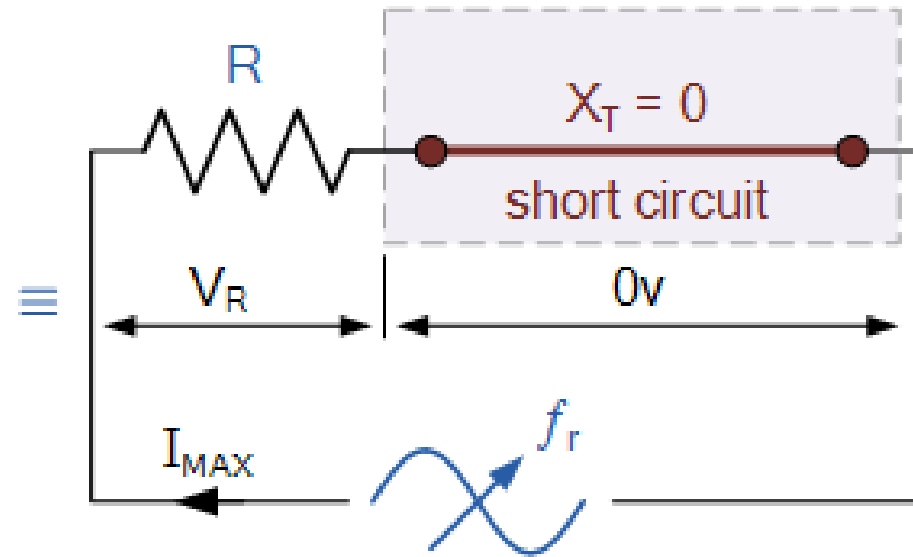 R
X_T = 0
short circuit
≡
V_R
0v
I_MAX
f_r